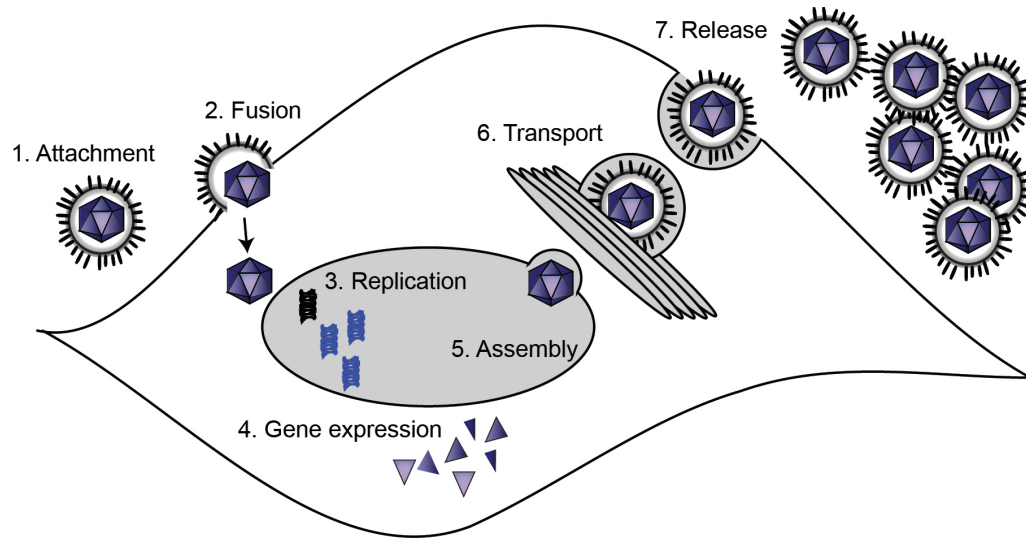 1. Attachment
2. Fusion
3. Replication
4. Gene expression
5. Assembly
6. Transport
7. Release